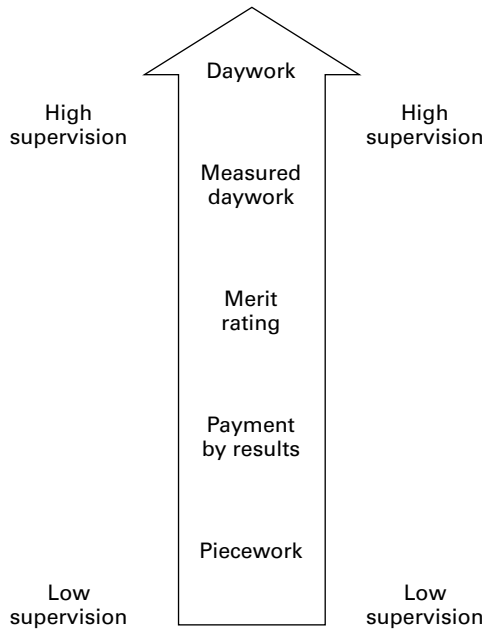 Daywork
High
supervision
High
supervision
Measured
daywork
Merit
rating
Payment
by results
Piecework
Low
supervision
Low
supervision